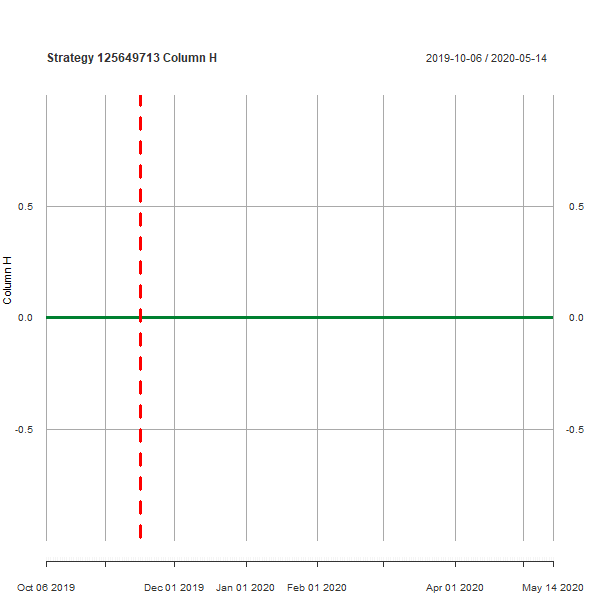 Strategy 125649713 Column H
2019-10-06 / 2020-05-14
0.5
0.5
Column H
0.0
0.0
-0.5
-0.5
Oct 06 2019
Dec 01 2019
Jan 01 2020
Feb 01 2020
Apr 01 2020
May 14 2020